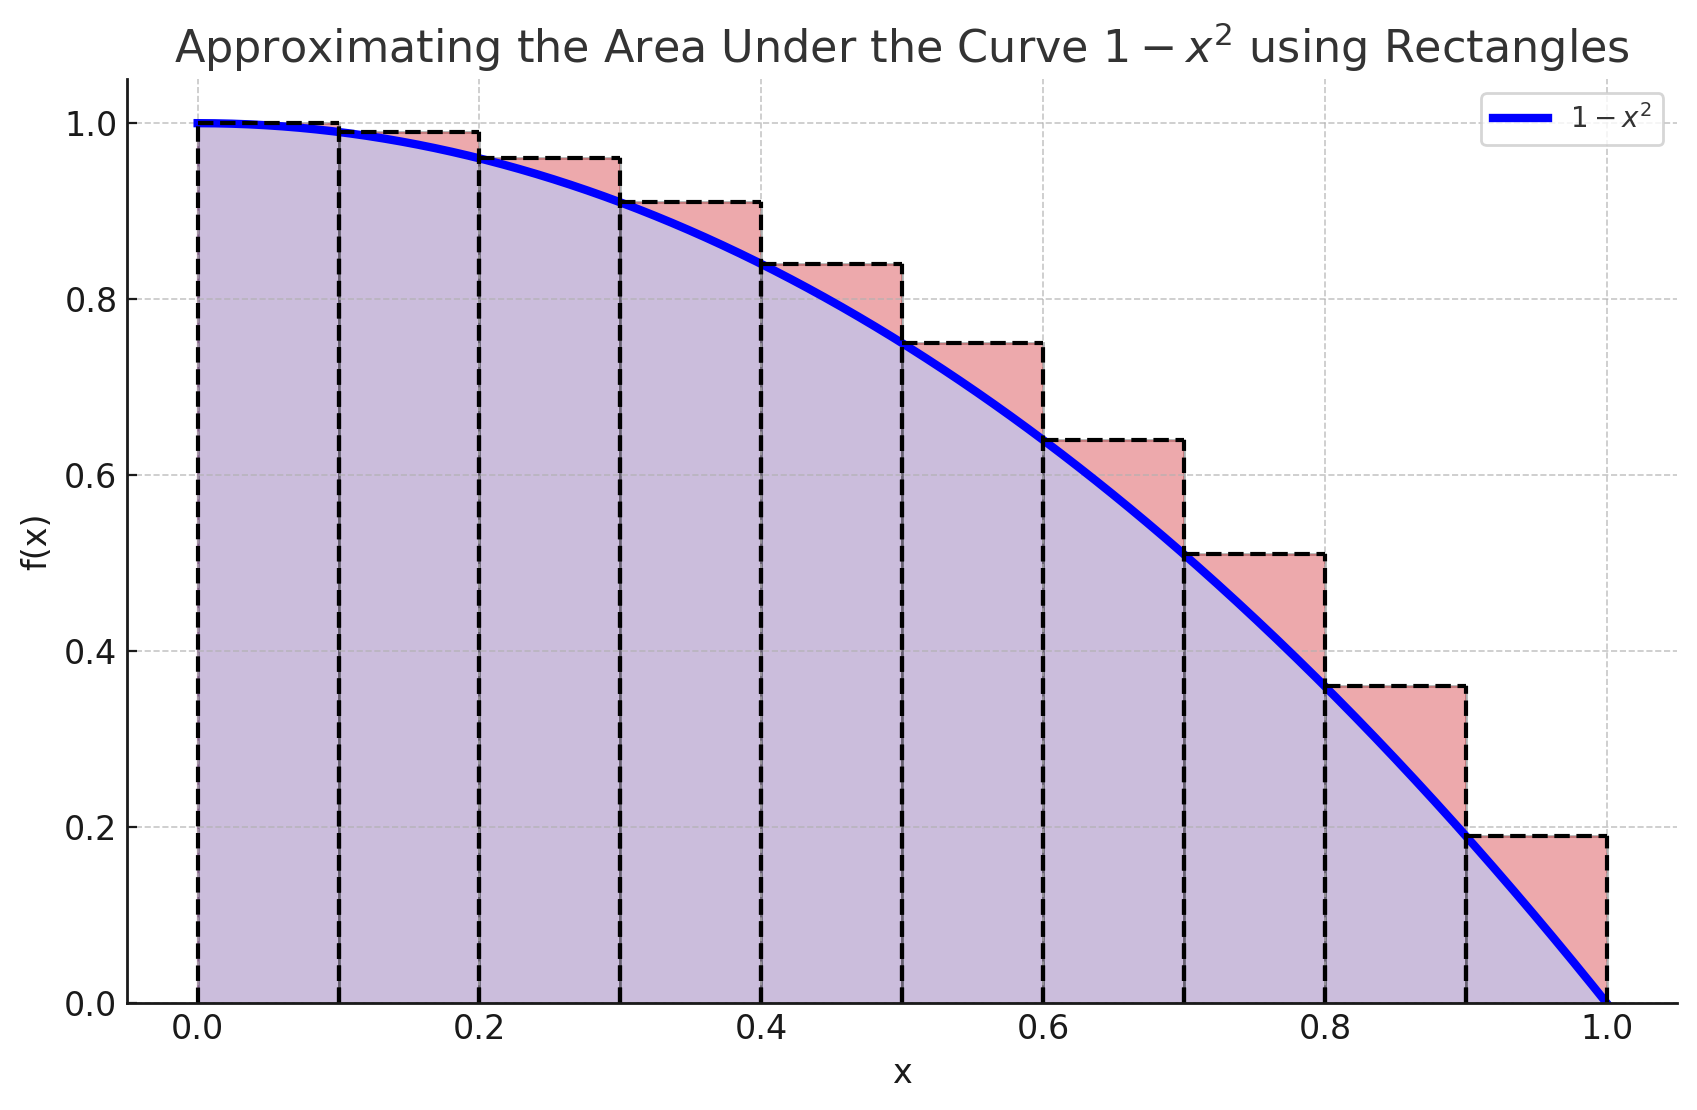 Approximating the Area Under the Curve 1 − x² using Rectangles
1 − x²
1.0
0.8
0.6
0.4
0.2
0.0
f(x)
0.0 0.2 0.4 0.6 0.8 1.0
x